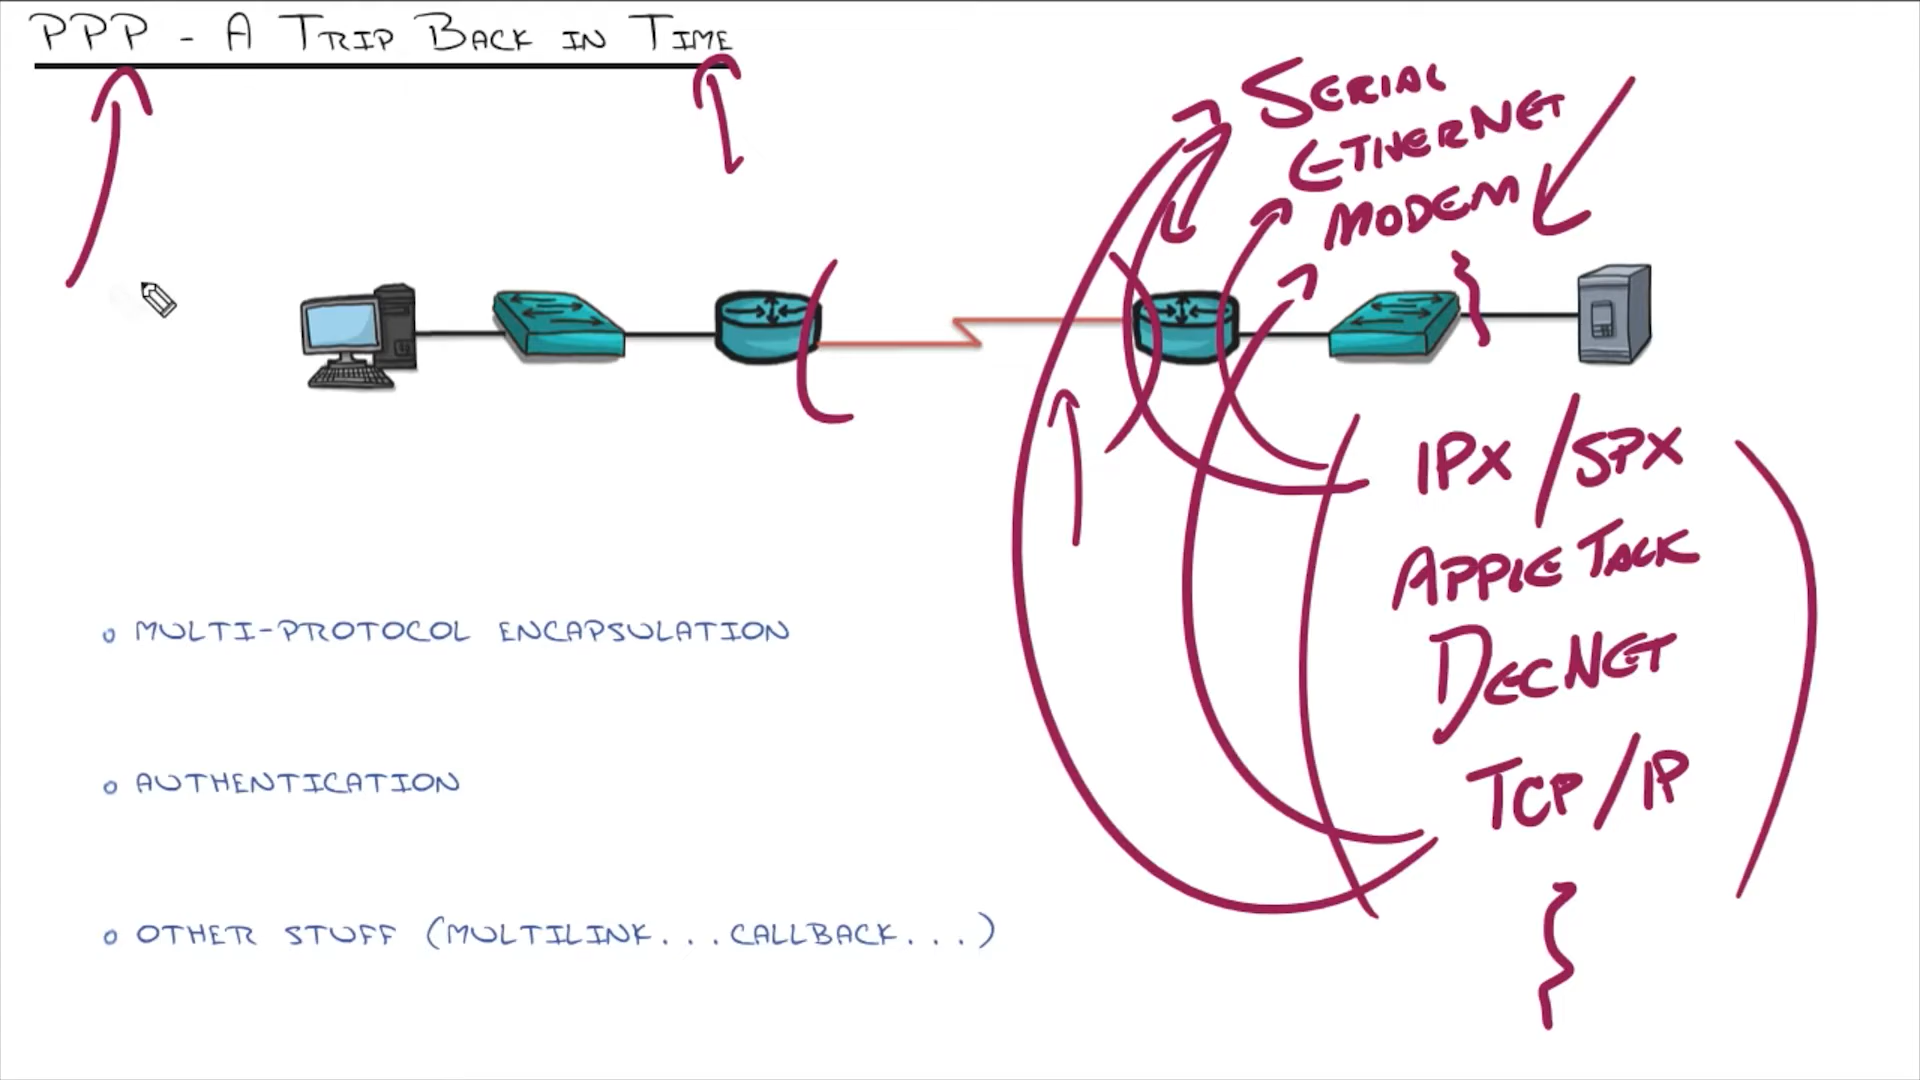 PPP - A TRIP BACK IN TIME
SERIAL
ETHERNET
MODEM
IPX / SPX
APPLE TALK
DECNET
TCP/IP
o MULTI-PROTOCOL ENCAPSULATION
o AUTHENTICATION
o OTHER STUFF (MULTILINK...CALLBACK...)